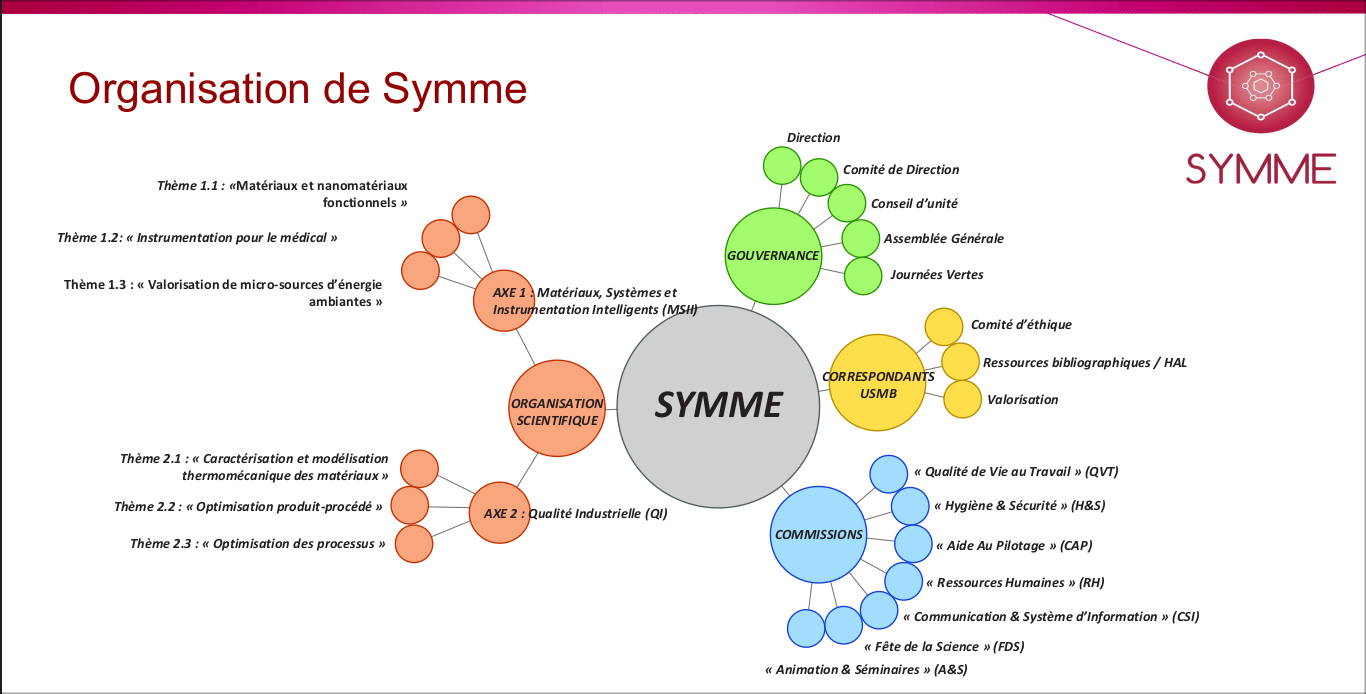 Organisation de Symme
SYMME
Thème 1.1 : «Matériaux et nanomatériaux
fonctionnels »
Thème 1.2: « Instrumentation pour le médical »
Thème 1.3 : « Valorisation de micro-sources d’énergie
ambiantes »
AXE 1 : Matériaux, Systèmes et
Instrumentation Intelligents (MSII)
ORGANISATION
SCIENTIFIQUE
Thème 2.1 : « Caractérisation et modélisation
thermomécanique des matériaux »
Thème 2.2 : « Optimisation produit-procédé »
Thème 2.3 : « Optimisation des processus »
AXE 2 : Qualité Industrielle (QI)
SYMME
GOUVERNANCE
Direction
Comité de Direction
Conseil d’unité
Assemblée Générale
Journées Vertes
CORRESPONDANTS
USMB
Comité d’éthique
Ressources bibliographiques / HAL
Valorisation
COMMISSIONS
« Qualité de Vie au Travail » (QVT)
« Hygiène & Sécurité » (H&S)
« Aide Au Pilotage » (CAP)
« Ressources Humaines » (RH)
« Communication & Système d’Information » (CSI)
« Fête de la Science » (FDS)
« Animation & Séminaires » (A&S)